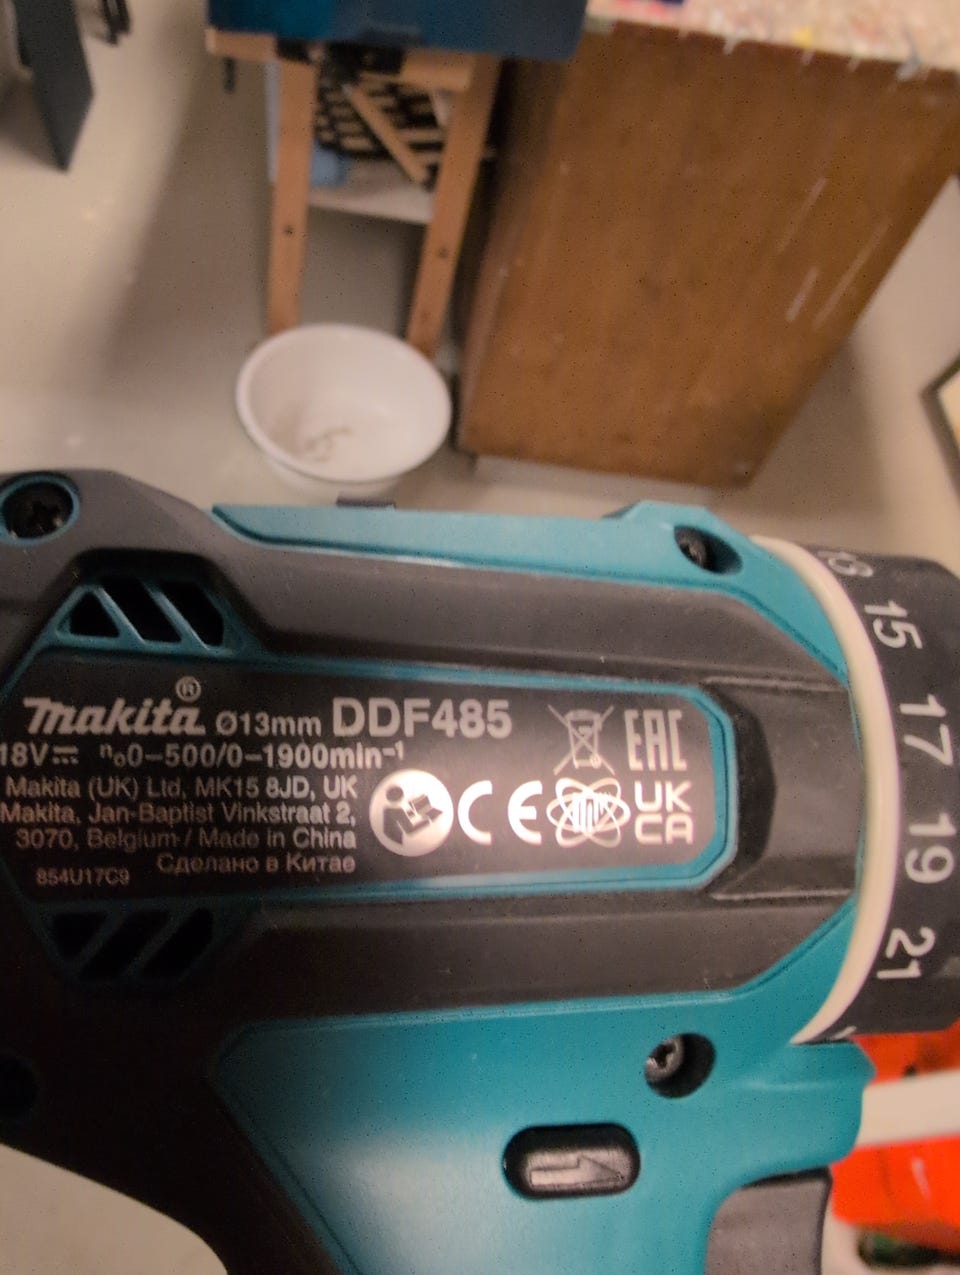 makita® Ø13mm DDF485
18V⎓ n₀0-500/0-1900min⁻¹
Makita (UK) Ltd, MK15 8JD, UK
Makita, Jan-Baptist Vinkstraat 2,
3070, Belgium / Made in China
Сделано в Китае
854U17C9
EAC
CE
UK
CA
15
17
19
21